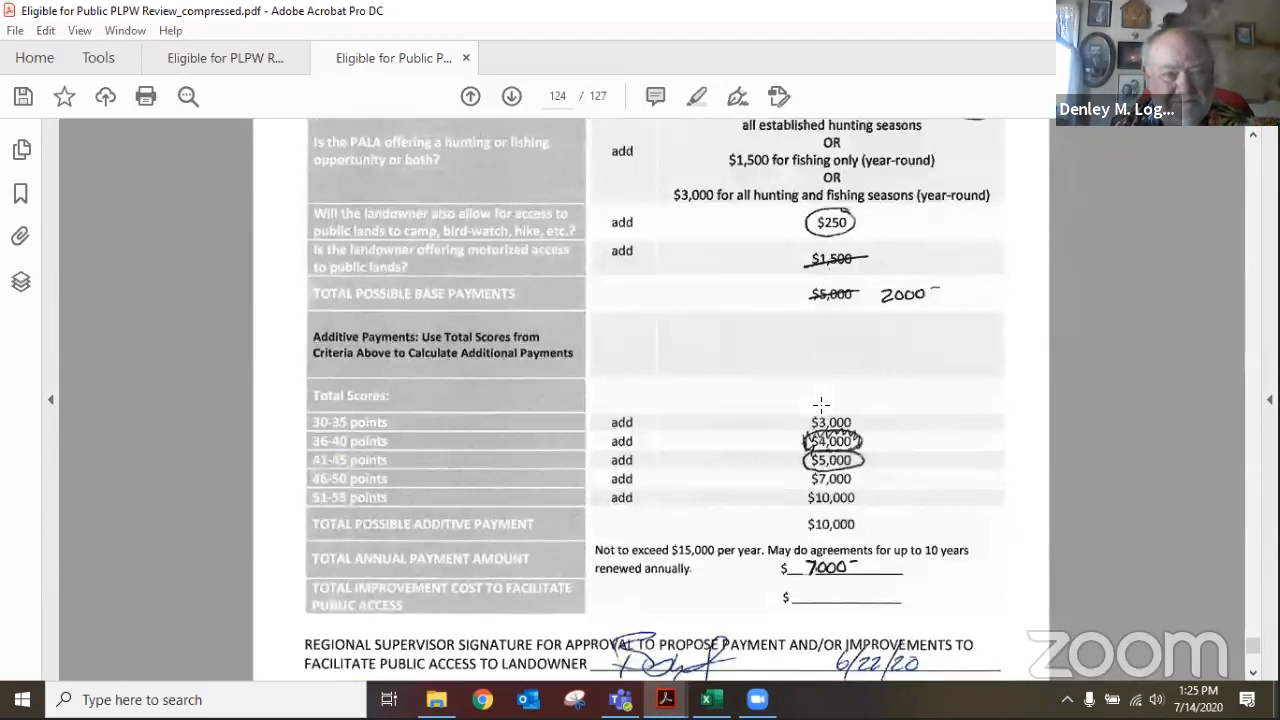 Eligible for Public PLPW Review_compressed.pdf - Adobe Acrobat Pro DC
File Edit View Window Help
Home Tools Eligible for PLPW R... Eligible for Public P... ×
124 / 127
Denley M. Log...
all established hunting seasons
Is the PALA offering a hunting or fishing
opportunity or both?
add
OR
$1,500 for fishing only (year-round)
OR
$3,000 for all hunting and fishing seasons (year-round)
Will the landowner also allow for access to
public lands to camp, bird-watch, hike, etc.?
add $250
Is the landowner offering motorized access
to public lands?
add $1,500
TOTAL POSSIBLE BASE PAYMENTS $5,000 2000
Additive Payments: Use Total Scores from
Criteria Above to Calculate Additional Payments
Total Scores:
30-35 points add $3,000
36-40 points add $4,000
41-45 points add $5,000
46-50 points add $7,000
51-55 points add $10,000
TOTAL POSSIBLE ADDITIVE PAYMENT $10,000
TOTAL ANNUAL PAYMENT AMOUNT
Not to exceed $15,000 per year. May do agreements for up to 10 years
renewed annually. $ 7000
TOTAL IMPROVEMENT COST TO FACILITATE
PUBLIC ACCESS
$
REGIONAL SUPERVISOR SIGNATURE FOR APPROVAL TO PROPOSE PAYMENT AND/OR IMPROVEMENTS TO
FACILITATE PUBLIC ACCESS TO LANDOWNER 6/22/20
zoom
Type here to search
1:25 PM
7/14/2020